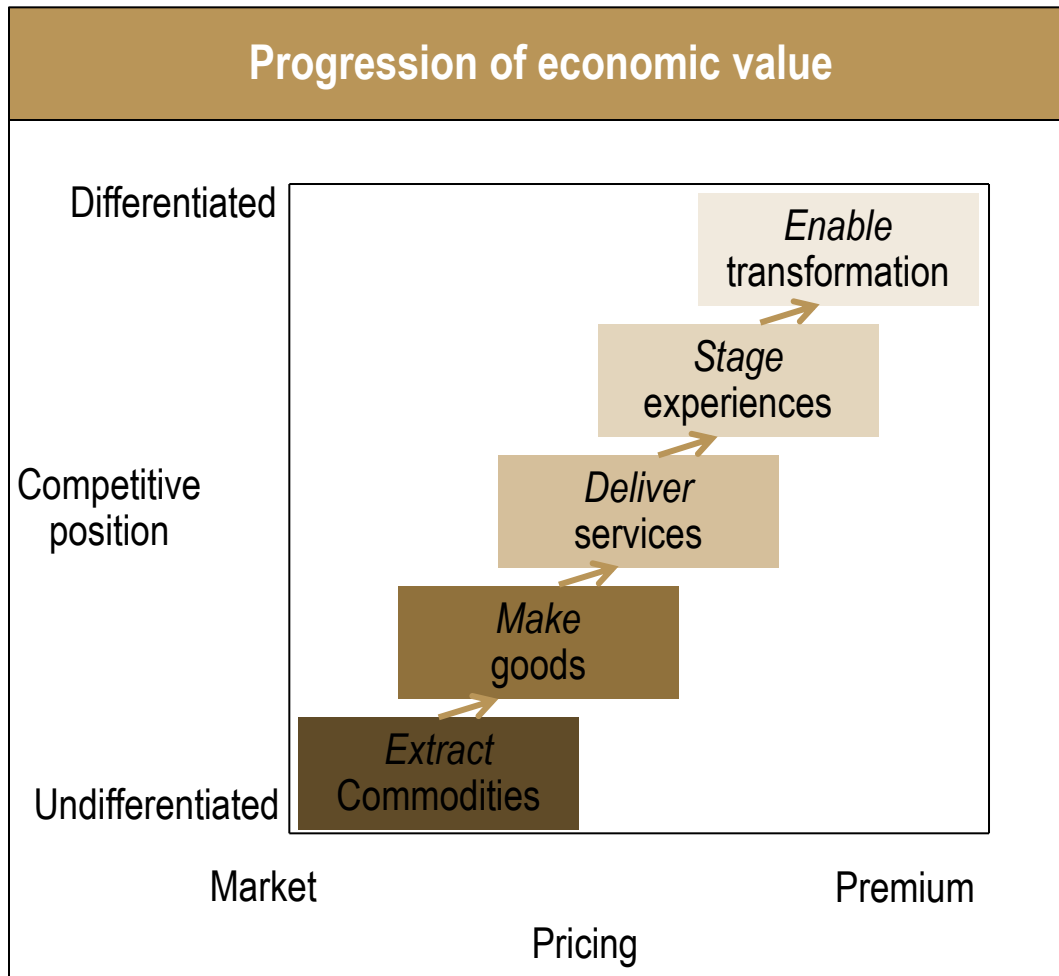 Progression of economic value
Differentiated
Enable
transformation
Stage
experiences
Competitive
position
Deliver
services
Make
goods
Extract
Commodities
Undifferentiated
Market
Premium
Pricing